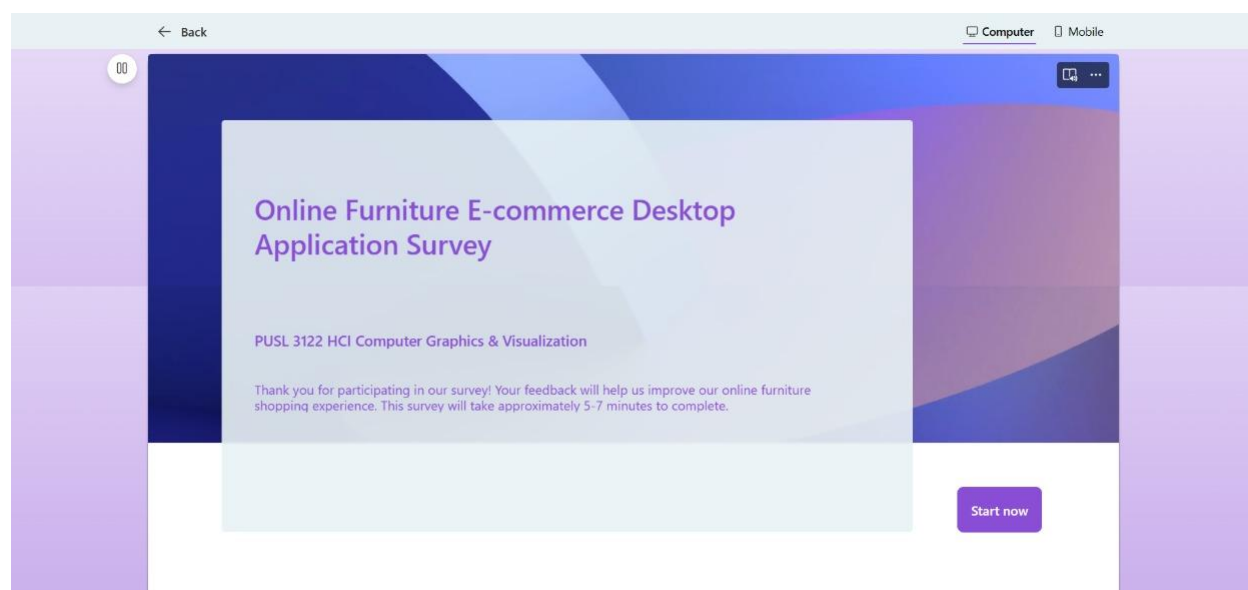 Back
Computer
Mobile
Online Furniture E-commerce Desktop
Application Survey
PUSL 3122 HCI Computer Graphics & Visualization
Thank you for participating in our survey! Your feedback will help us improve our online furniture
shopping experience. This survey will take approximately 5-7 minutes to complete.
Start now